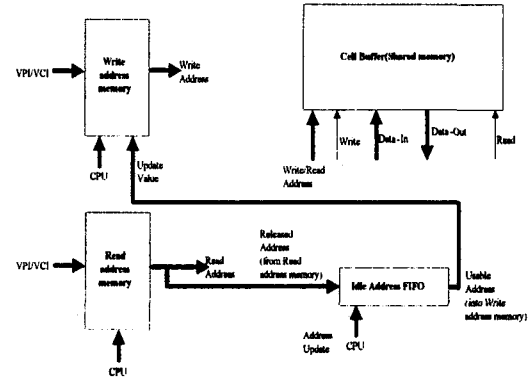 Write
address
memory
VPI/VCI
Write
Address
CPU
Update
Value
Cell Buffer(Shared memory)
Write/Read
Address
Write
Data-In
Data-Out
Read
Read
address
memory
VPI/VCI
Read
Address
CPU
Released
Address
(from Read
address memory)
Idle Address FIFO
Address
Update
CPU
Usable
Address
(into Write
address memory)